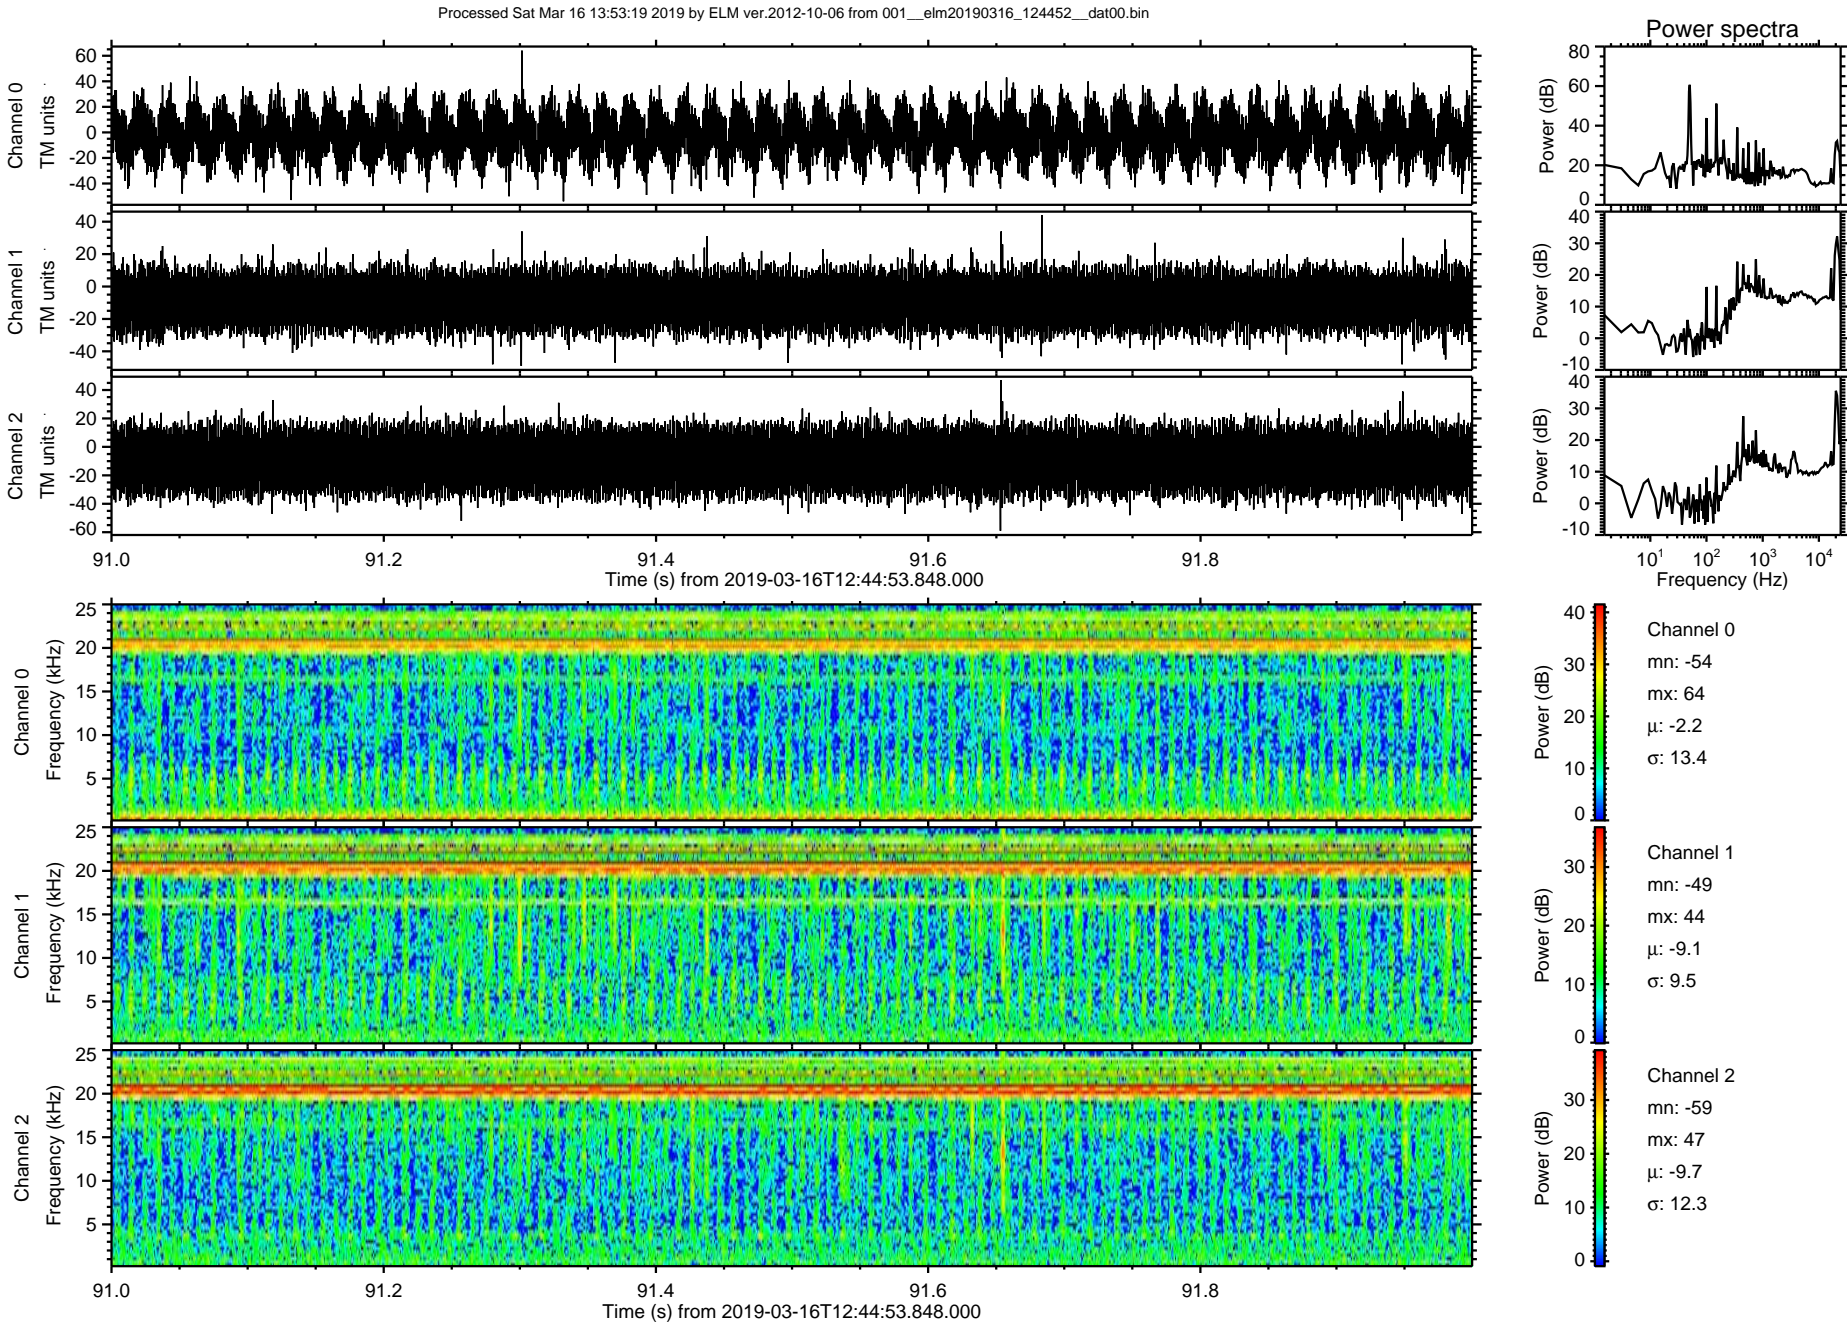 Processed Sat Mar 16 13:53:19 2019 by ELM ver.2012-10-06 from 001__elm20190316_124452__dat00.bin
Power spectra
Channel 0
TM units
60
40
20
0
-20
-40
Power (dB)
80
60
40
20
0
Channel 1
TM units
40
20
0
-20
-40
Power (dB)
40
30
20
10
0
-10
Channel 2
TM units
40
20
0
-20
-40
-60
Power (dB)
40
30
20
10
0
-10
91.0 91.2 91.4 91.6 91.8
Time (s) from 2019-03-16T12:44:53.848.000
10^1 10^2 10^3 10^4
Frequency (Hz)
Channel 0
Frequency (kHz)
25
20
15
10
5
Power (dB)
40
30
20
10
0
Channel 0
mn: -54
mx: 64
μ: -2.2
σ: 13.4
Channel 1
Frequency (kHz)
25
20
15
10
5
Power (dB)
30
20
10
0
Channel 1
mn: -49
mx: 44
μ: -9.1
σ: 9.5
Channel 2
Frequency (kHz)
25
20
15
10
5
Power (dB)
30
20
10
0
Channel 2
mn: -59
mx: 47
μ: -9.7
σ: 12.3
91.0 91.2 91.4 91.6 91.8
Time (s) from 2019-03-16T12:44:53.848.000